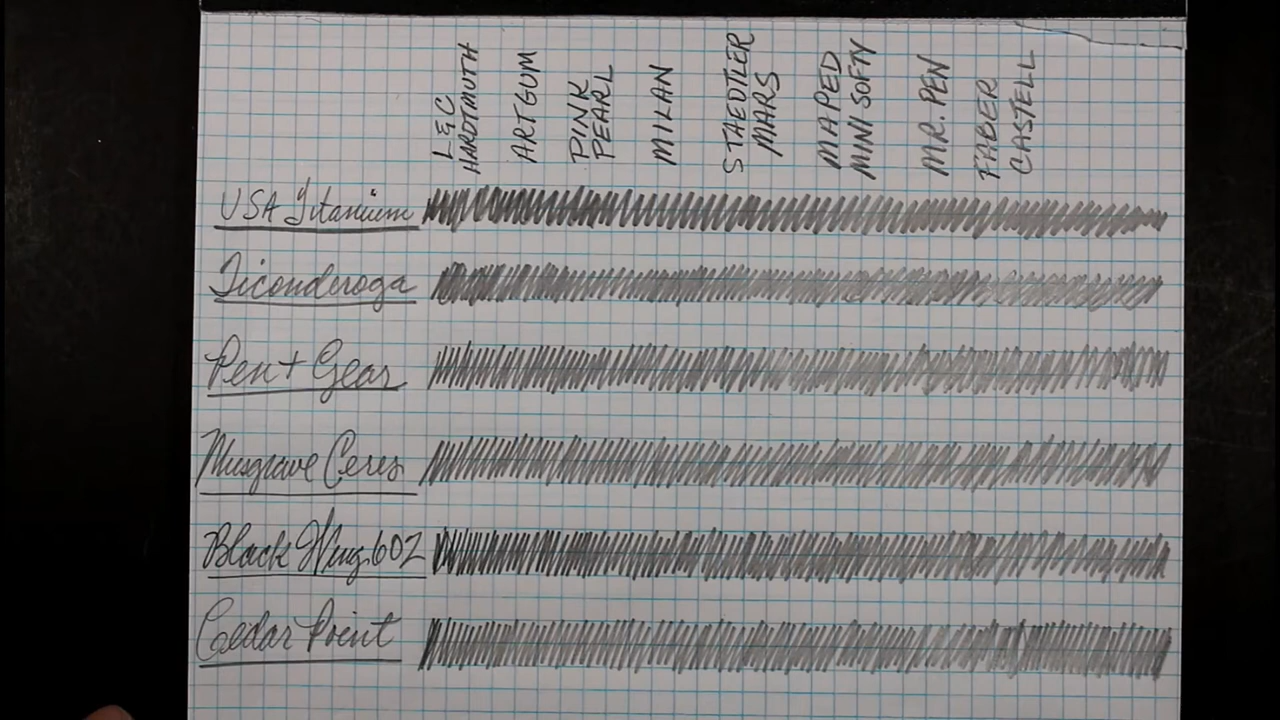 L & C
HARDTMUTH
ARTGUM
PINK
PEARL
MILAN
STAEDTLER
MARS
MAPED
MINI SOFTY
MR. PEN
FABER
CASTELL
USA Titanium
Ticonderoga
Pen + Gear
Musgrave Ceres
Black Wing 602
Cedar Point